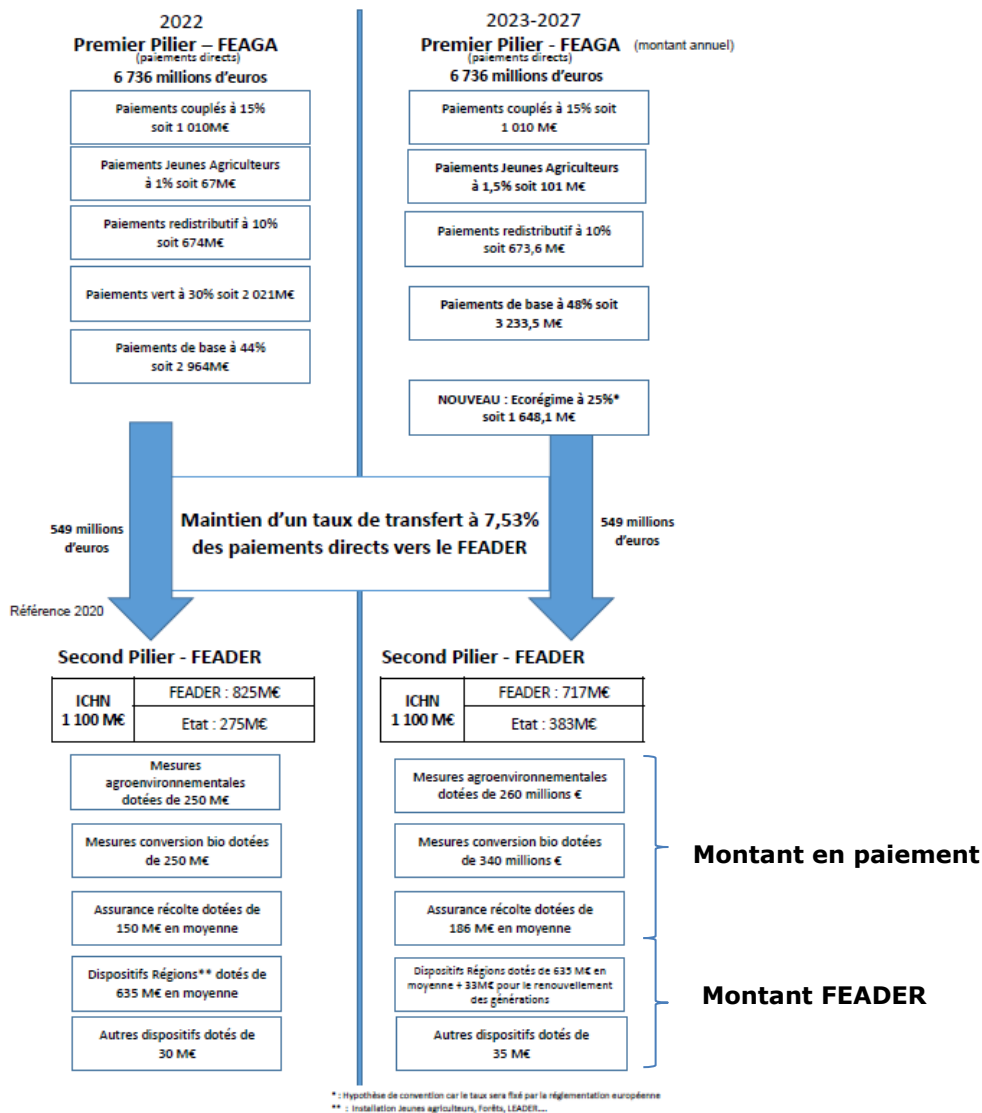 2022
Premier Pilier – FEAGA
(paiements directs)
6 736 millions d'euros
Paiements couplés à 15%
soit 1 010M€
Paiements Jeunes Agriculteurs
à 1% soit 67M€
Paiements redistributif à 10%
soit 674M€
Paiements vert à 30% soit 2 021M€
Paiements de base à 44%
soit 2 964M€
2023-2027
Premier Pilier - FEAGA (montant annuel)
(paiements directs)
6 736 millions d'euros
Paiements couplés à 15% soit
1 010 M€
Paiements Jeunes Agriculteurs
à 1,5% soit 101 M€
Paiements redistributif à 10%
soit 673,6 M€
Paiements de base à 48% soit
3 233,5 M€
NOUVEAU : Ecorégime à 25%*
soit 1 648,1 M€
549 millions
d'euros
Maintien d'un taux de transfert à 7,53%
des paiements directs vers le FEADER
549 millions
d'euros
Référence 2020
Second Pilier - FEADER
ICHN
1 100 M€
FEADER : 825M€
Etat : 275M€
Mesures
agroenvironnementales
dotées de 250 M€
Mesures conversion bio dotées
de 250 M€
Assurance récolte dotées de
150 M€ en moyenne
Dispositifs Régions** dotés de
635 M€ en moyenne
Autres dispositifs dotés de
30 M€
Second Pilier - FEADER
ICHN
1 100 M€
FEADER : 717M€
Etat : 383M€
Mesures agroenvironnementales
dotées de 260 millions €
Mesures conversion bio dotées
de 340 millions €
Assurance récolte dotées de
186 M€ en moyenne
Dispositifs Régions dotés de 635 M€ en
moyenne + 33M€ pour le renouvellement
des générations
Autres dispositifs dotés de
35 M€
Montant en paiement
Montant FEADER
* : Hypothèse de convention car le taux sera fixé par la réglementation européenne
** : Installation Jeunes agriculteurs, Forêts, LEADER....